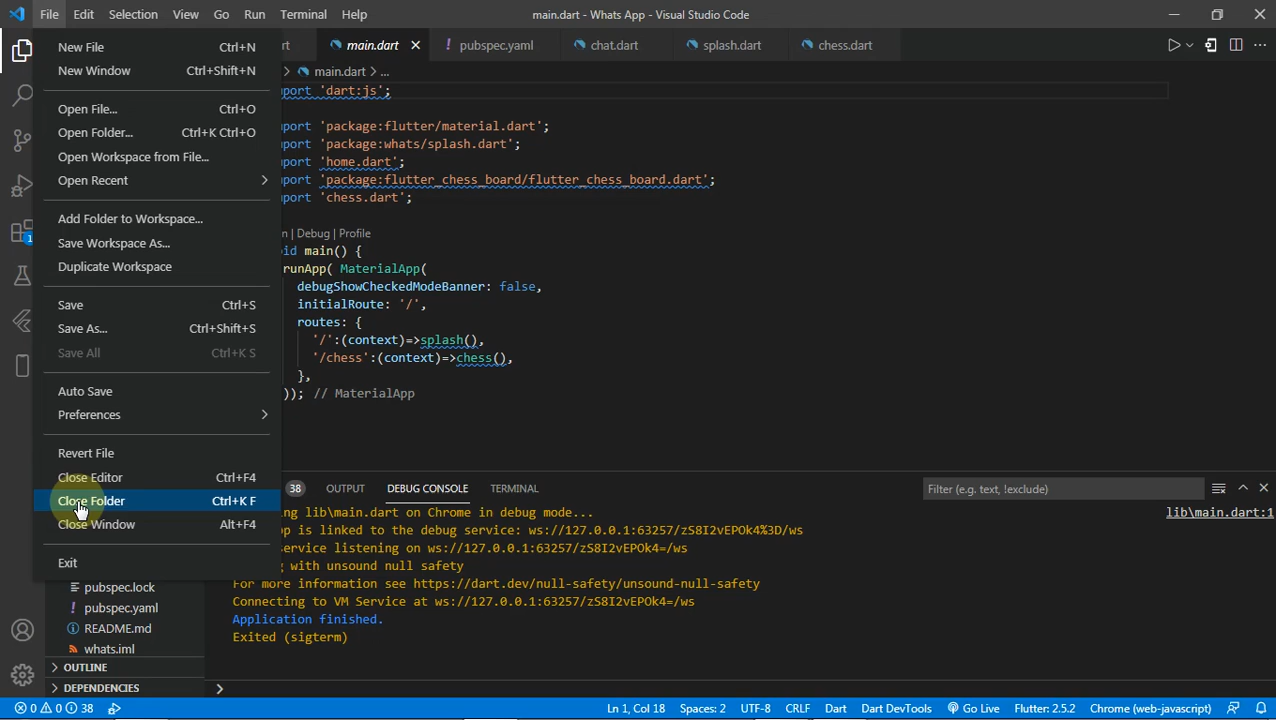 File Edit Selection View Go Run Terminal Help main.dart - Whats App - Visual Studio Code
rt main.dart pubspec.yaml chat.dart splash.dart chess.dart
New File Ctrl+N
New Window Ctrl+Shift+N
Open File... Ctrl+O
Open Folder... Ctrl+K Ctrl+O
Open Workspace from File...
Open Recent
Add Folder to Workspace...
Save Workspace As...
Duplicate Workspace
Save Ctrl+S
Save As... Ctrl+Shift+S
Save All Ctrl+K S
Auto Save
Preferences
Revert File
Close Editor Ctrl+F4
Close Folder Ctrl+K F
Close Window Alt+F4
Exit
1
> main.dart > ...
port 'dart:js';
port 'package:flutter/material.dart';
port 'package:whats/splash.dart';
port 'home.dart';
port 'package:flutter_chess_board/flutter_chess_board.dart';
port 'chess.dart';
n | Debug | Profile
id main() {
runApp( MaterialApp(
debugShowCheckedModeBanner: false,
initialRoute: '/',
routes: {
'/':(context)=>splash(),
'/chess':(context)=>chess(),
},
)); // MaterialApp
pubspec.lock
pubspec.yaml
README.md
whats.iml
OUTLINE
DEPENDENCIES
38 OUTPUT DEBUG CONSOLE TERMINAL Filter (e.g. text, !exclude)
ng lib\main.dart on Chrome in debug mode... lib\main.dart:1
pp is linked to the debug service: ws://127.0.0.1:63257/zS8I2vEPOk4%3D/ws
service listening on ws://127.0.0.1:63257/zS8I2vEPOk4=/ws
g with unsound null safety
For more information see https://dart.dev/null-safety/unsound-null-safety
Connecting to VM Service at ws://127.0.0.1:63257/zS8I2vEPOk4=/ws
Application finished.
Exited (sigterm)
0 0 38 Ln 1, Col 18 Spaces: 2 UTF-8 CRLF Dart Dart DevTools Go Live Flutter: 2.5.2 Chrome (web-javascript)